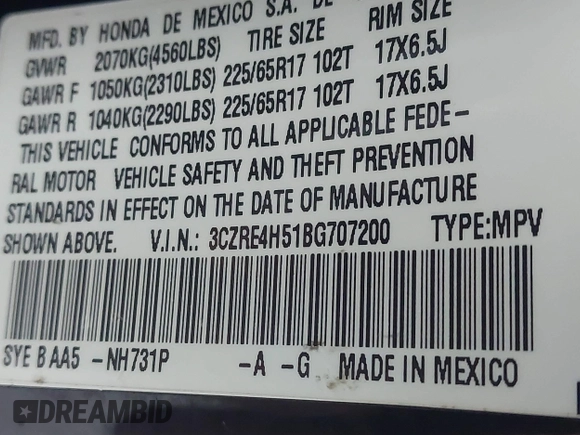 MFD. BY HONDA DE MEXICO S.A. DE
GVWR 2070KG(4560LBS) TIRE SIZE RIM SIZE
GAWR F 1050KG(2310LBS) 225/65R17 102T 17X6.5J
GAWR R 1040KG(2290LBS) 225/65R17 102T 17X6.5J
THIS VEHICLE CONFORMS TO ALL APPLICABLE FEDE-
RAL MOTOR VEHICLE SAFETY AND THEFT PREVENTION
STANDARDS IN EFFECT ON THE DATE OF MANUFACTURE
SHOWN ABOVE. V.I.N.: 3CZRE4H51BG707200 TYPE:MPV
SYE B AA5 -NH731P -A -G MADE IN MEXICO
DREAMBID